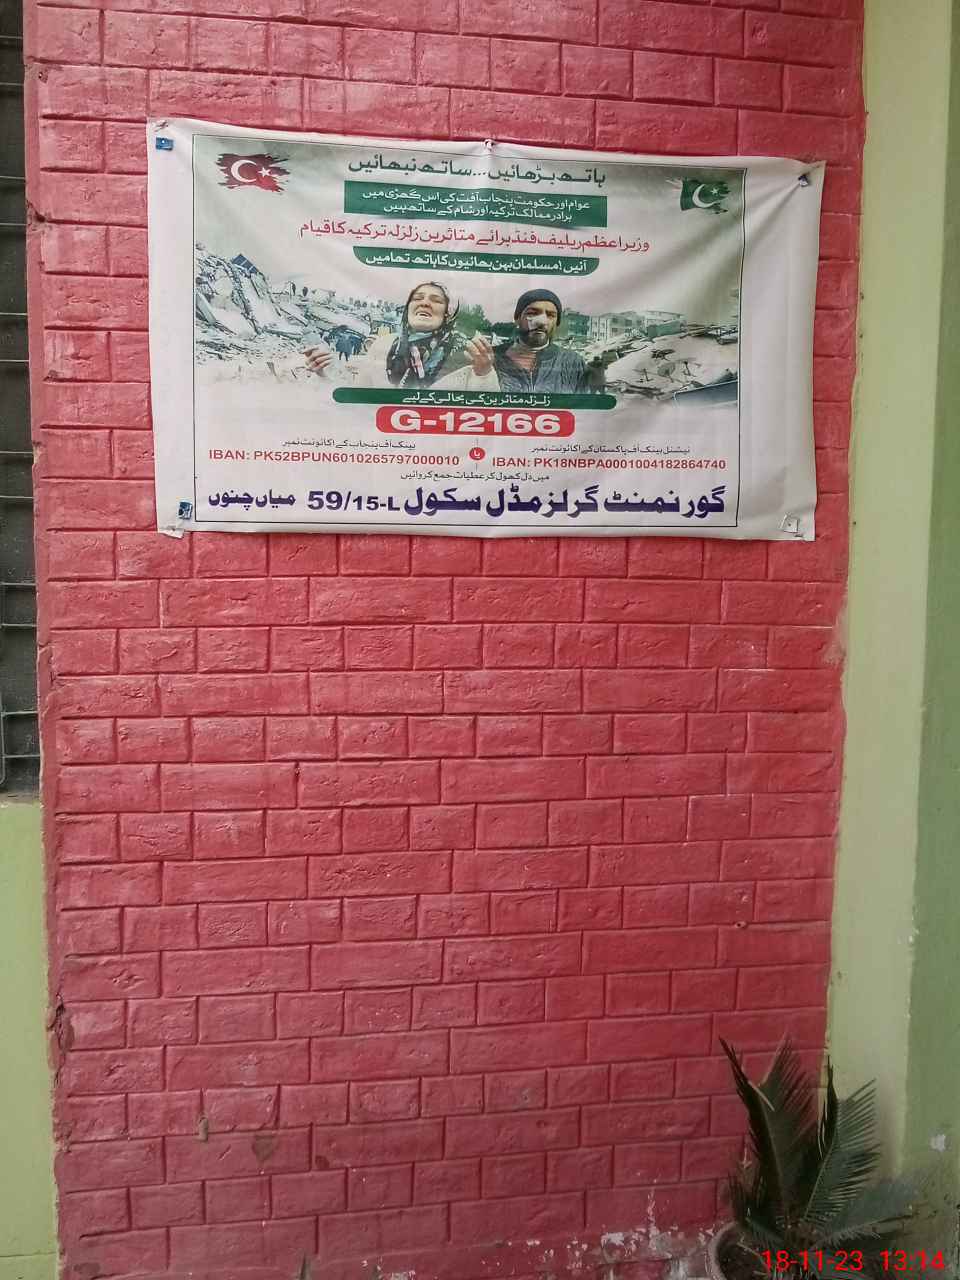 ہاتھ بڑھائیں...ساتھ نبھائیں
عوام اور حکومت پنجاب آفت کی اس گھڑی میں
برادر ممالک ترکیہ اور شام کے ساتھ ہیں
وزیراعظم ریلیف فنڈ برائے متاثرین زلزلہ ترکیہ کا قیام
آئیں! مسلمان بہن بھائیوں کا ہاتھ تھامیں
زلزلہ متاثرین کی بحالی کے لیے
G-12166
نیشنل بینک آف پاکستان کے اکاؤنٹ نمبر
IBAN: PK18NBPA0001004182864740
یا
بینک آف پنجاب کے اکاؤنٹ نمبر
IBAN: PK52BPUN6010265797000010
میں دل کھول کر عطیات جمع کروائیں
گورنمنٹ گرلز مڈل سکول 59/15-L میاں چنوں
18-11-23 13:14